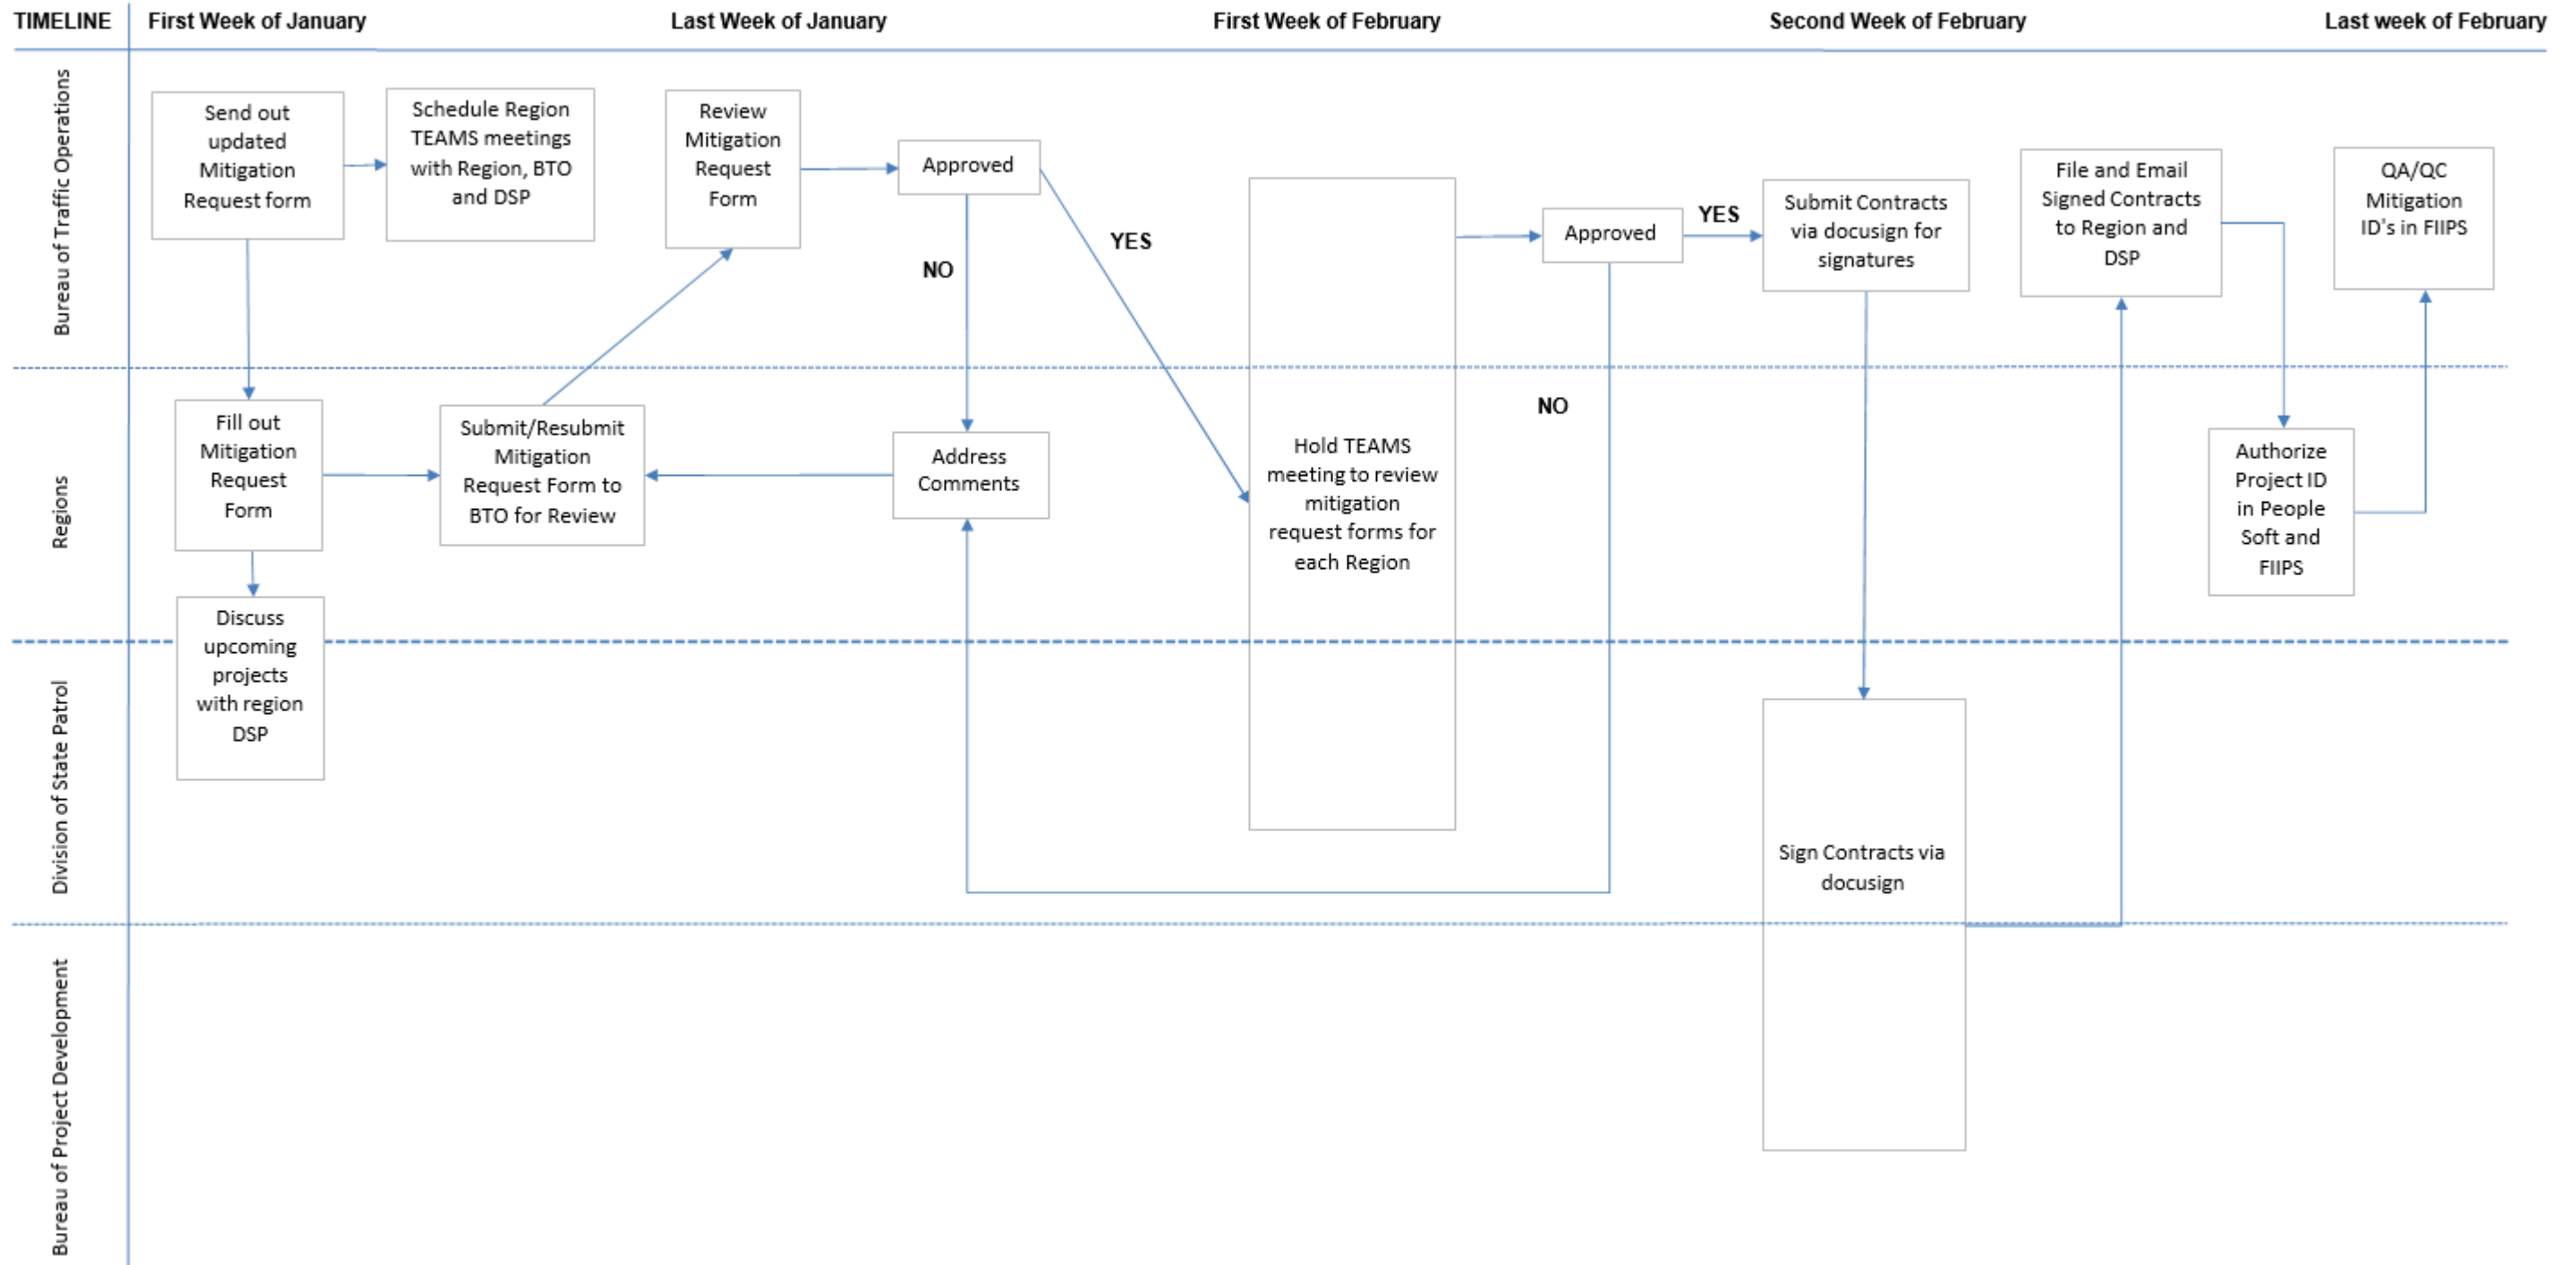 TIMELINE
First Week of January
Last Week of January
First Week of February
Second Week of February
Last week of February
Bureau of Traffic Operations
Send out
updated
Mitigation
Request form
Schedule Region
TEAMS meetings
with Region, BTO
and DSP
Review
Mitigation
Request
Form
Approved
YES
NO
Approved
YES
Submit Contracts
via docusign for
signatures
File and Email
Signed Contracts
to Region and
DSP
QA/QC
Mitigation
ID's in FIIPS
Regions
Fill out
Mitigation
Request
Form
Submit/Resubmit
Mitigation
Request Form to
BTO for Review
Address
Comments
Hold TEAMS
meeting to review
mitigation
request forms for
each Region
NO
Authorize
Project ID
in People
Soft and
FIIPS
Discuss
upcoming
projects
with region
DSP
Division of State Patrol
Sign Contracts via
docusign
Bureau of Project Development